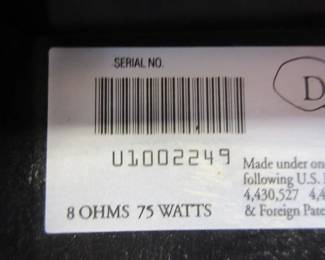 SERIAL NO.
D
U1002249
Made under on
following U.S.
8 OHMS 75 WATTS
4,430,527 4,4
& Foreign Pate